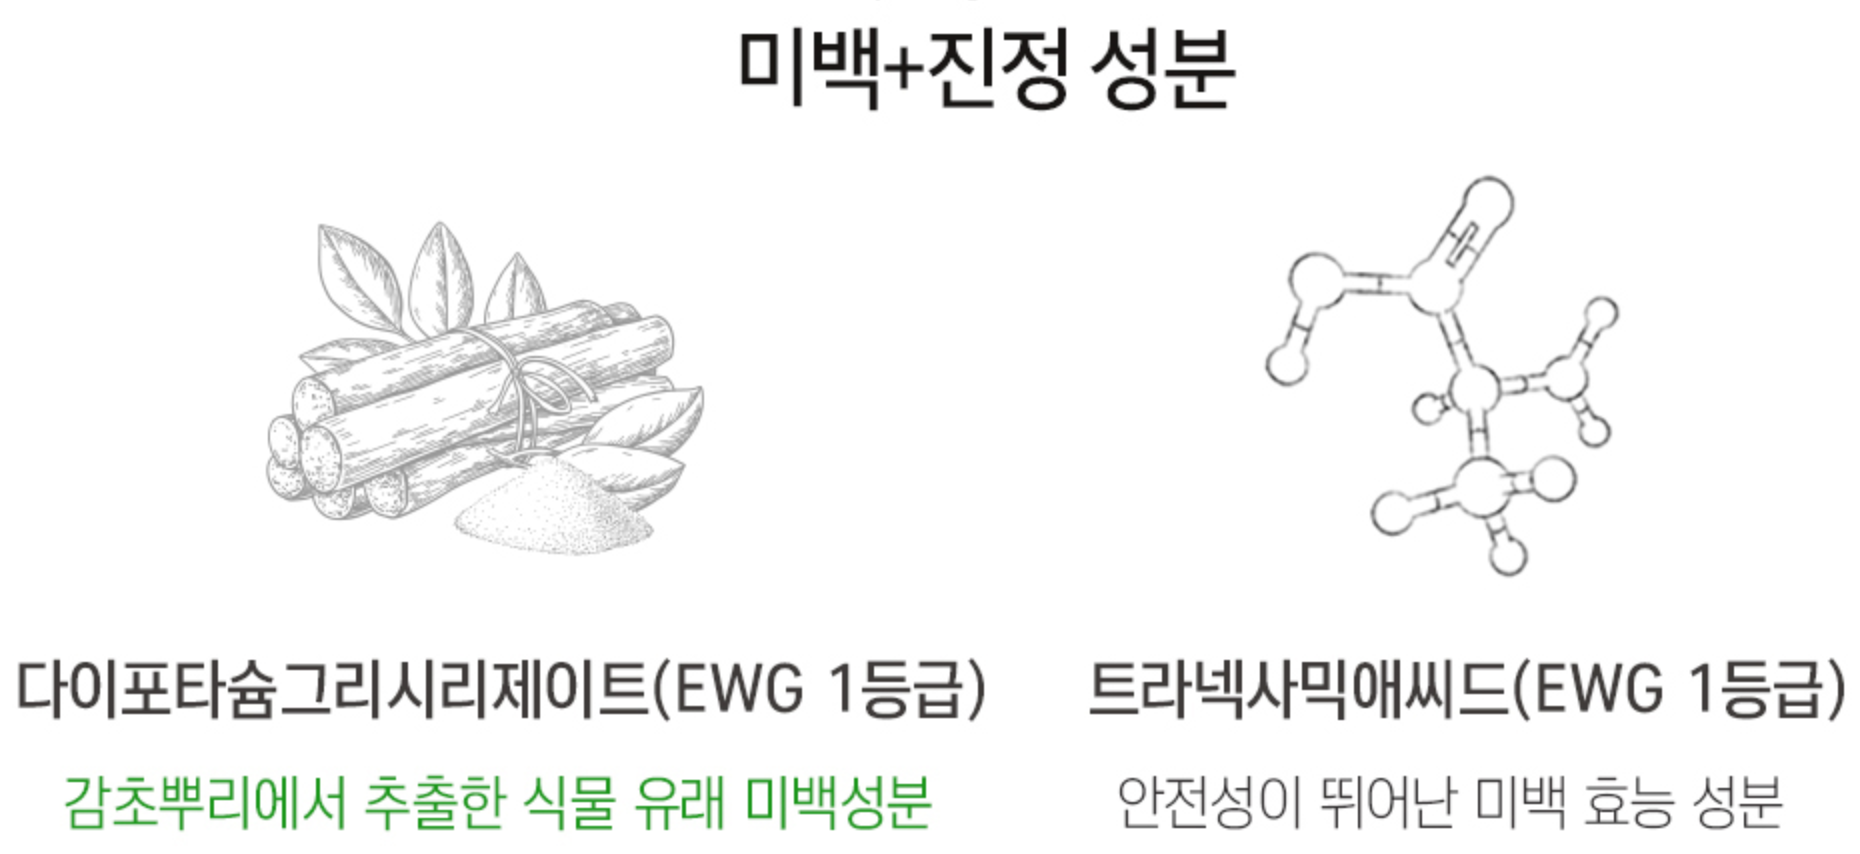 미백+진정 성분
다이포타슘그리시리제이트(EWG 1등급)
트라넥사믹애씨드(EWG 1등급)
감초뿌리에서 추출한 식물 유래 미백성분
안전성이 뛰어난 미백 효능 성분